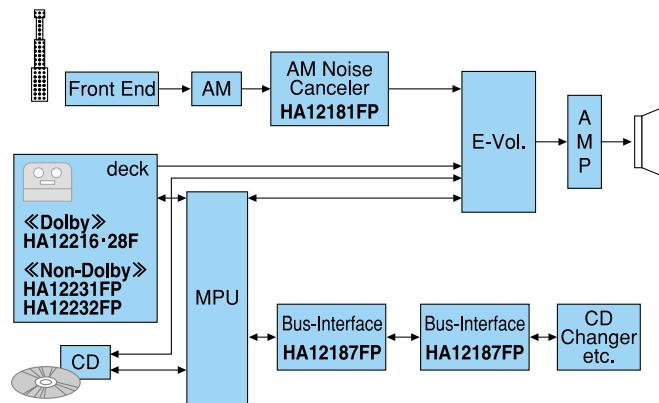 Front End
AM
AM Noise
Canceler
HA12181FP
E-Vol.
A
M
P
deck
≪Dolby≫
HA12216·28F
≪Non-Dolby≫
HA12231FP
HA12232FP
MPU
Bus-Interface
HA12187FP
Bus-Interface
HA12187FP
CD
Changer
etc.
CD